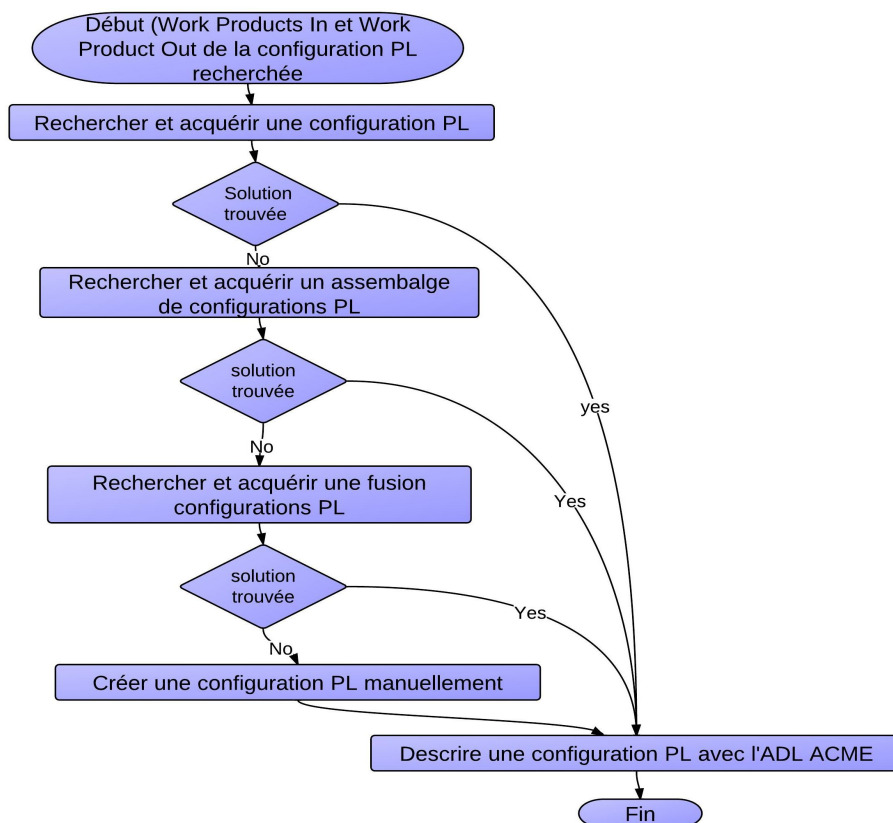 Début (Work Products In et Work
Product Out de la configuration PL
recherchée
Rechercher et acquérir une configuration PL
Solution
trouvée
No
Rechercher et acquérir un assembalge
de configurations PL
solution
trouvée
yes
No
Rechercher et acquérir une fusion
configurations PL
Yes
solution
trouvée
Yes
No
Créer une configuration PL manuellement
Descrire une configuration PL avec l'ADL ACME
Fin